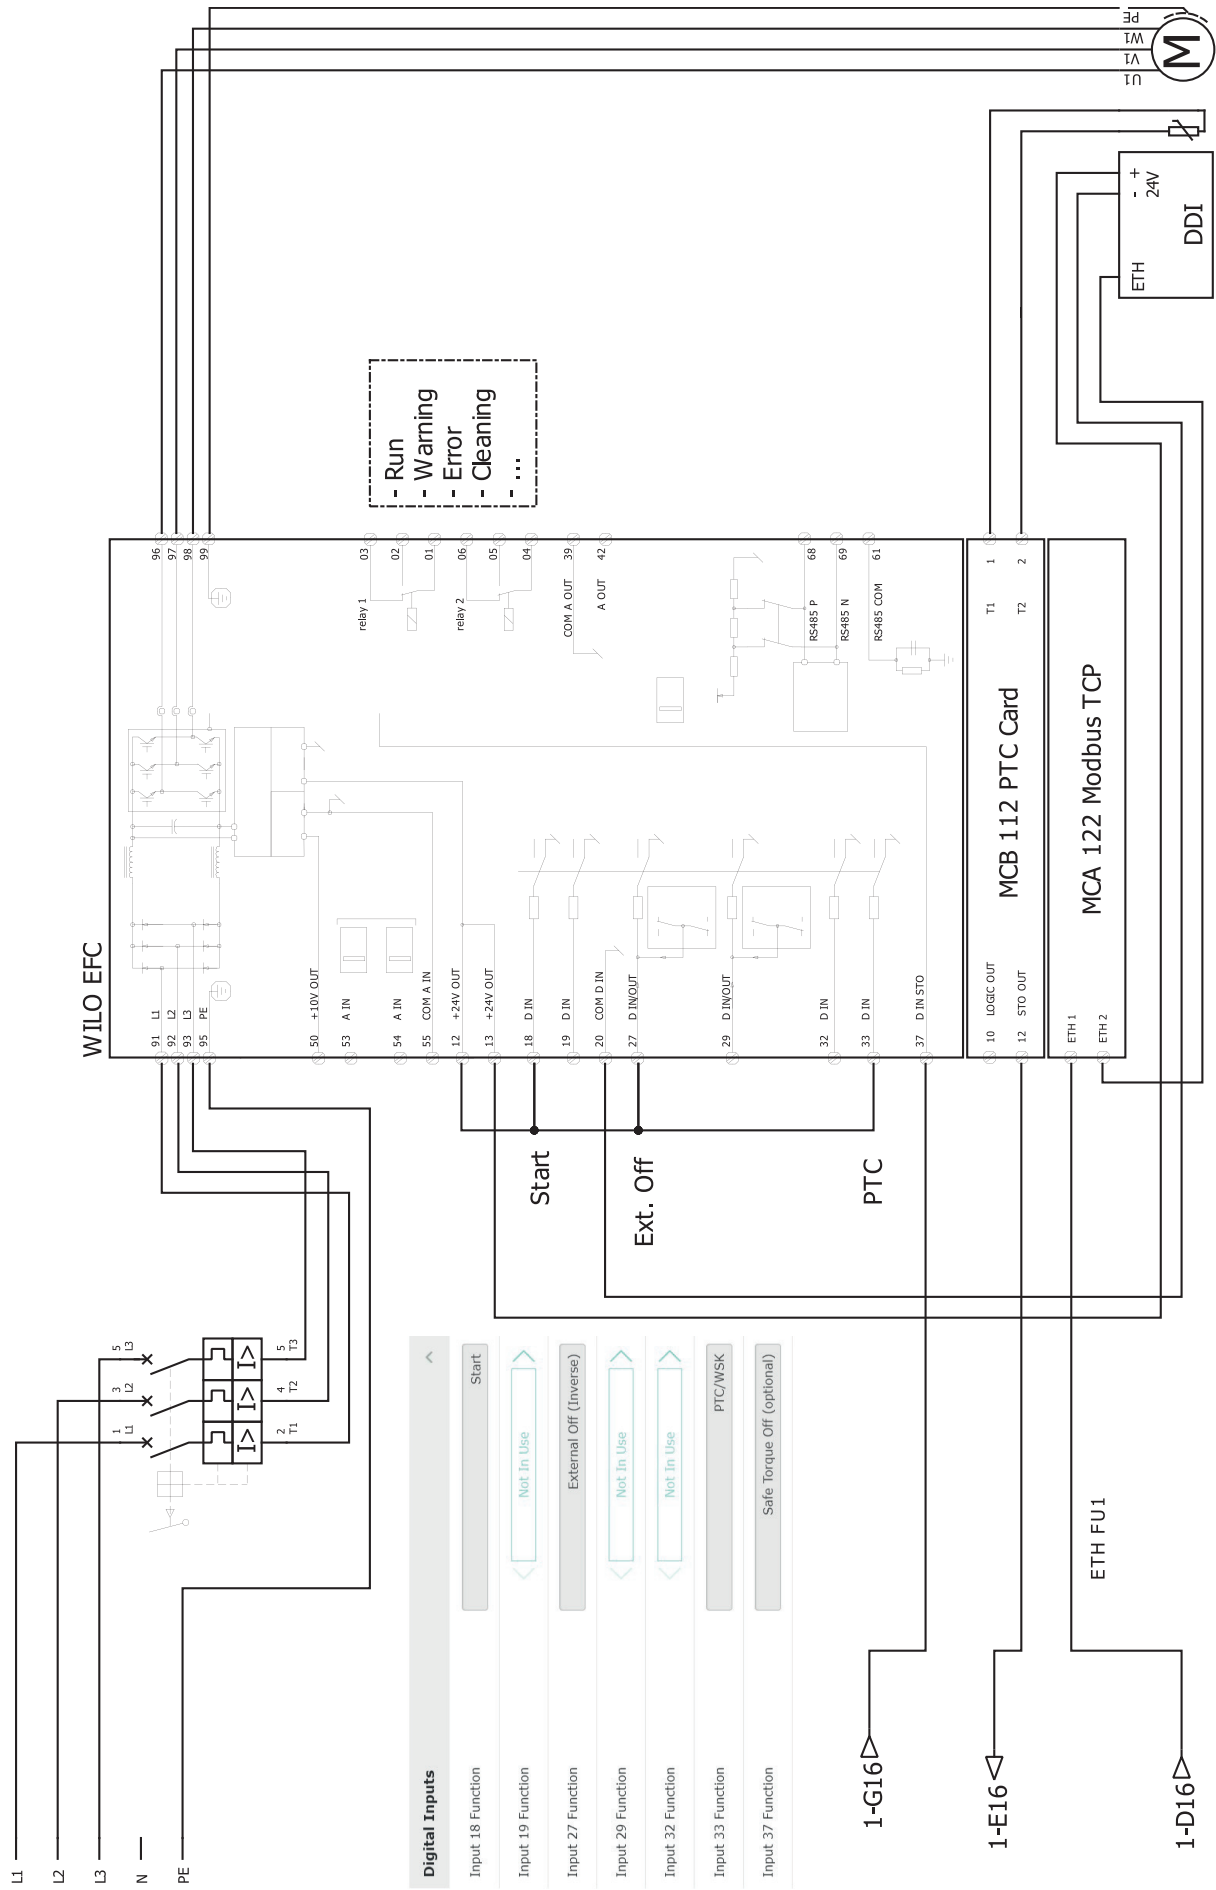 L1
L2
L3
N
PE
1 L1
3 L2
5 L3
I>
I>
I>
2 T1
4 T2
5 T3
WILO EFC
91 L1
92 L2
93 L3
95 PE
50 +10V OUT
53 A IN
54 A IN
55 COM A IN
12 +24V OUT
13 +24V OUT
18 D IN
19 D IN
20 COM D IN
27 D IN/OUT
29 D IN/OUT
32 D IN
33 D IN
37 D IN STO
10 LOGIC OUT
12 STO OUT
ETH 1
ETH 2
MCB 112 PTC Card
MCA 122 Modbus TCP
96
97
98
99
relay 1
03
02
01
relay 2
06
05
04
COM A OUT 39
A OUT 42
RS485 P 68
RS485 N 69
RS485 COM 61
T1 1
T2 2
- Run
- Warning
- Error
- Cleaning
- ...
PE
W1
V1
U1
M
- +
24V
ETH
DDI
Start
Ext. Off
PTC
Digital Inputs
Input 18 Function Start
Input 19 Function Not In Use
Input 27 Function External Off (Inverse)
Input 29 Function Not In Use
Input 32 Function Not In Use
Input 33 Function PTC/WSK
Input 37 Function Safe Torque Off (optional)
1-G16
1-E16
1-D16
ETH FU1